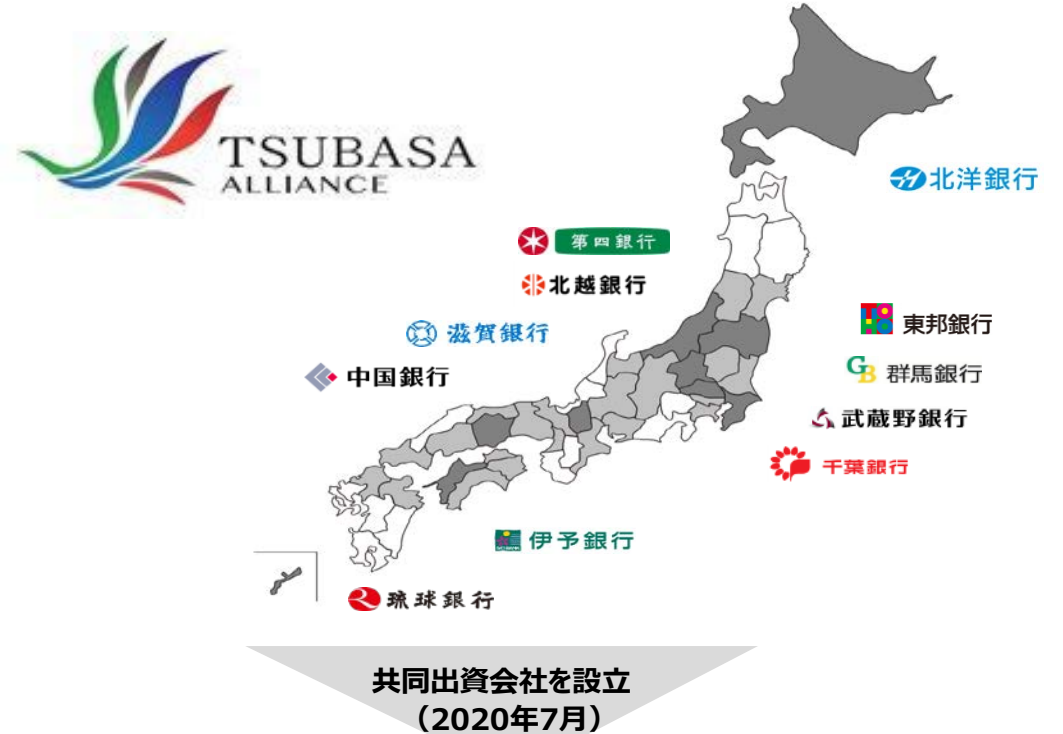 TSUBASA
ALLIANCE
北洋銀行
第四銀行
北越銀行
滋賀銀行
中国銀行
TOHO
東邦銀行
GB
群馬銀行
武蔵野銀行
千葉銀行
伊予銀行
琉球銀行
共同出資会社を設立
（2020年7月）